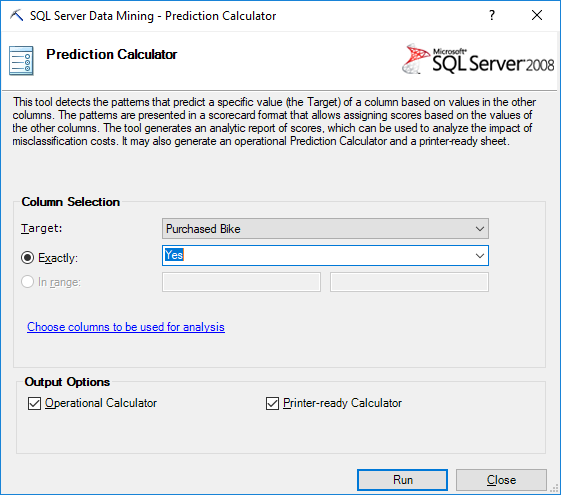 SQL Server Data Mining - Prediction Calculator
?
Prediction Calculator
Microsoft®
SQL Server 2008
This tool detects the patterns that predict a specific value (the Target) of a column based on values in the other
columns. The patterns are presented in a scorecard format that allows assigning scores based on the values of
the other columns. The tool generates an analytic report of scores, which can be used to analyze the impact of
misclassification costs. It may also generate an operational Prediction Calculator and a printer-ready sheet.
Column Selection
Target:
Purchased Bike
Exactly:
Yes
In range:
Choose columns to be used for analysis
Output Options
Operational Calculator
Printer-ready Calculator
Run
Close